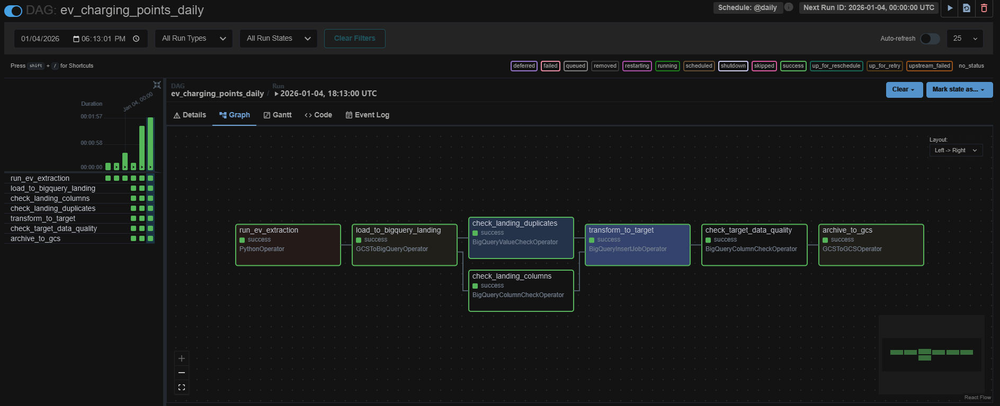 DAG: ev_charging_points_daily
Schedule: @daily
Next Run ID: 2026-01-04, 00:00:00 UTC
01/04/2026 06:13:01 PM
All Run Types
All Run States
Clear Filters
Auto-refresh
25
Press shift + / for Shortcuts
deferred
failed
queued
removed
restarting
running
scheduled
shutdown
skipped
success
up_for_reschedule
up_for_retry
upstream_failed
no_status
Duration
Jan 04, 00:00
00:01:57
00:00:58
00:00:00
run_ev_extraction
load_to_bigquery_landing
check_landing_columns
check_landing_duplicates
transform_to_target
check_target_data_quality
archive_to_gcs
DAG
ev_charging_points_daily
/
Run
2026-01-04, 18:13:00 UTC
Clear
Mark state as...
Details
Graph
Gantt
Code
Event Log
Layout:
Left -> Right
run_ev_extraction
success
PythonOperator
load_to_bigquery_landing
success
GCSToBigQueryOperator
check_landing_duplicates
success
BigQueryValueCheckOperator
check_landing_columns
success
BigQueryColumnCheckOperator
transform_to_target
success
BigQueryInsertJobOperator
check_target_data_quality
success
BigQueryColumnCheckOperator
archive_to_gcs
success
GCSToGCSOperator
React Flow